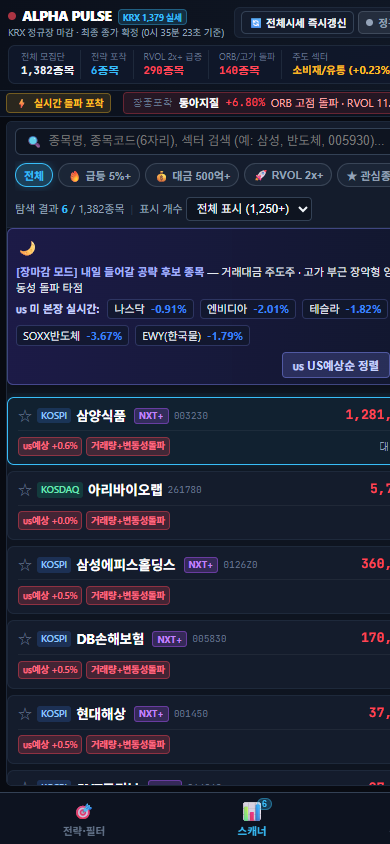 ALPHA PULSE KRX 1,379 실세
KRX 정규장 마감 · 최종 종가 확정 (0시 35분 23초 기준)
전체시세 즉시갱신
전체 모집단 전략 포착 RVOL 2x+ 급증 ORB/고가 돌파 주도 섹터
1,382종목 6종목 290종목 140종목 소비재/유통 (+0.23%
실시간 돌파 포착 장중포착 통아지질 +6.80% ORB 고점 돌파 · RVOL 11.
종목명, 종목코드(6자리), 섹터 검색 (예: 삼성, 반도체, 005930)...
전체 급등 5%+ 대금 500억+ RVOL 2x+ ★ 관심종
탐색 결과 6 / 1,382종목 표시 개수 전체 표시 (1,250+)
[장마감 모드] 내일 들어갈 공략 후보 종목 — 거래대금 주도주 · 고가 부근 장악형 양
동성 돌파 타점
us 미 본장 실시간: 나스닥 -0.91% 엔비디아 -2.01% 테슬라 -1.82%
SOXX반도체 -3.67% EWY(한국물) -1.79%
us US예상순 정렬
☆ KOSPI 삼양식품 NXT+ 003230 1,281,
us예상 +0.6% 거래량+변동성돌파 대
☆ KOSDAQ 아리바이오랩 261780 5,7
us예상 +0.0% 거래량+변동성돌파
☆ KOSPI 삼성에피스홀딩스 NXT+ 0126Z0 360,
us예상 +0.5% 거래량+변동성돌파
☆ KOSPI DB손해보험 NXT+ 005830 170,
us예상 +0.5% 거래량+변동성돌파
☆ KOSPI 현대해상 NXT+ 001450 37,
us예상 +0.5% 거래량+변동성돌파
전략·필터 스캐너 6